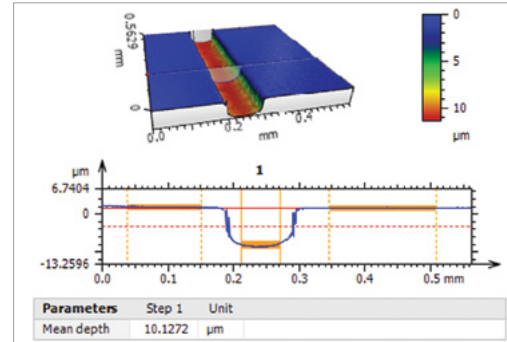 0.5629
mm
0
0.0
0.2
0.4
mm
0
5
10
µm
µm
1
6.7404
0
-13.2596
0.0 0.1 0.2 0.3 0.4 0.5 mm
Parameters Step 1 Unit
Mean depth 10.1272 µm